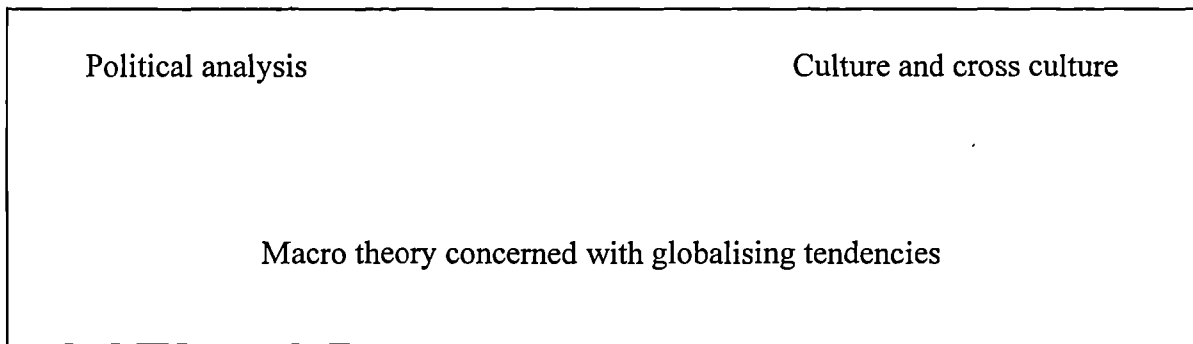 Political analysis
Culture and cross culture
Macro theory concerned with globalising tendencies